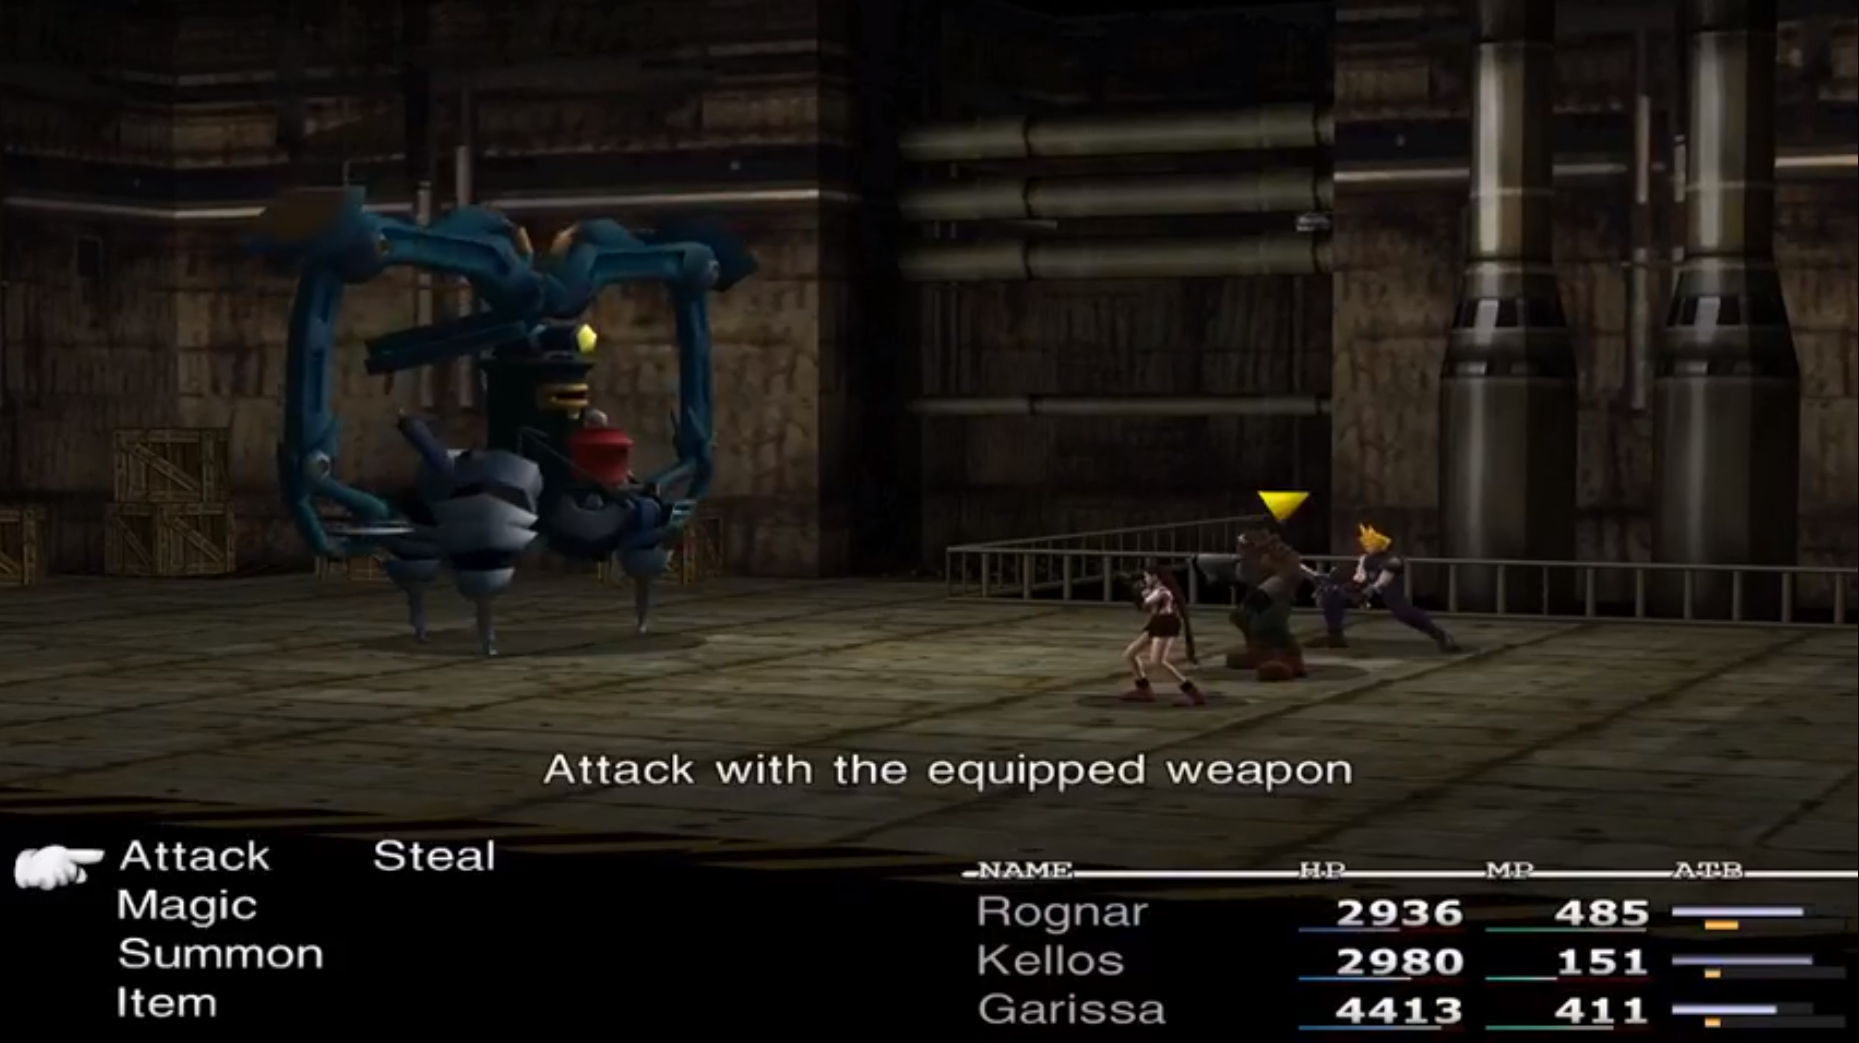 Attack with the equipped weapon
Attack Steal
Magic
Summon
Item
NAME HP MP ATB
Rognar 2936 485
Kellos 2980 151
Garissa 4413 411